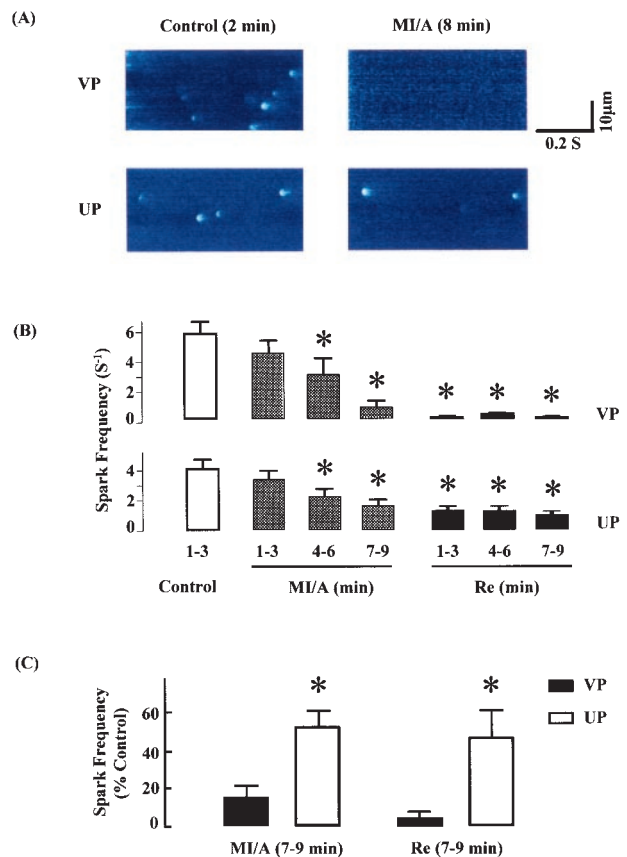 (A)
Control (2 min) MI/A (8 min)
VP
10μm
0.2 S
UP
(B)
Spark Frequency (S-1)
6
4
2
0
* * * * *
VP
4
2
0
* * * * *
UP
1-3 1-3 4-6 7-9 1-3 4-6 7-9
Control MI/A (min) Re (min)
(C)
Spark Frequency
(% Control)
60
40
20
0
* *
VP
UP
MI/A (7-9 min) Re (7-9 min)